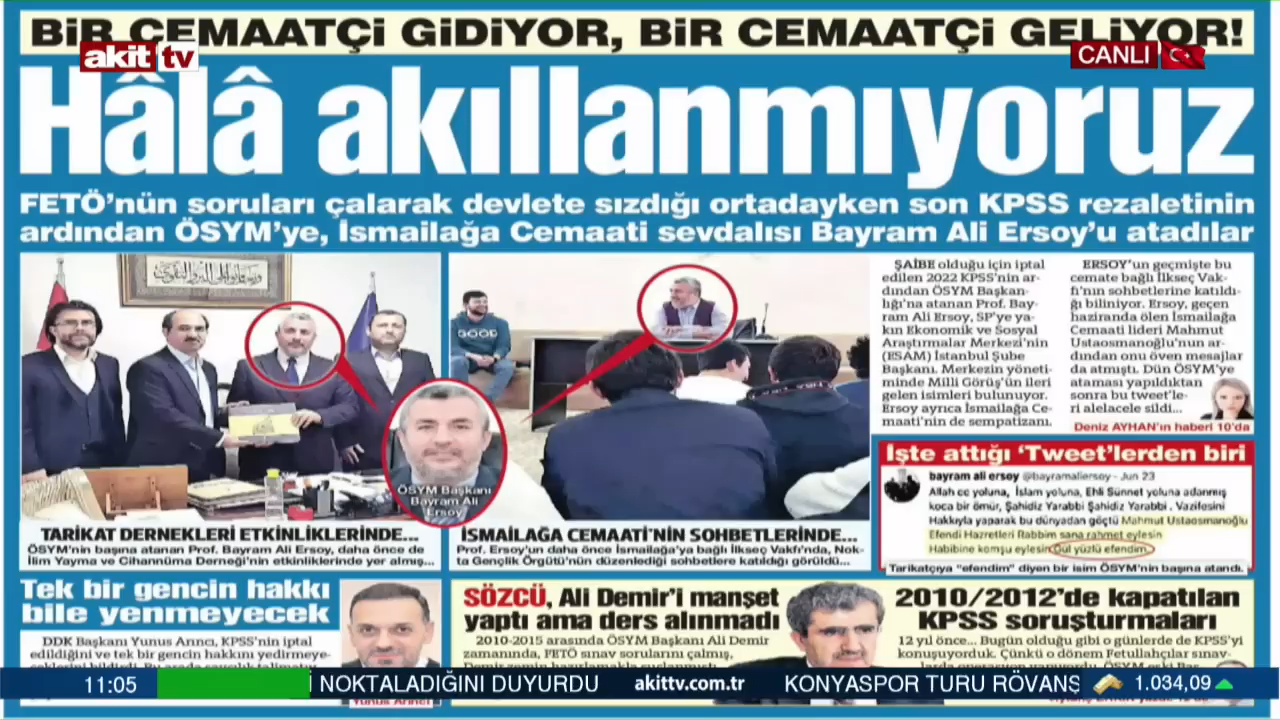 BİR CEMAATÇİ GİDİYOR, BİR CEMAATÇİ GELİYOR!
akit tv
CANLI
Hâlâ akıllanmıyoruz
FETÖ'nün soruları çalarak devlete sızdığı ortadayken son KPSS rezaletinin
ardından ÖSYM'ye, İsmailağa Cemaati sevdalısı Bayram Ali Ersoy'u atadılar
GOOD
ÖSYM Başkanı
Bayram Ali
Ersoy
TARİKAT DERNEKLERİ ETKİNLİKLERİNDE...
ÖSYM'nin başına atanan Prof. Bayram Ali Ersoy, daha önce de
İlim Yayma ve Cihannüma Derneği'nin etkinliklerinde yer almış...
İSMAİLAĞA CEMAATİ'NİN SOHBETLERİNDE...
Prof. Ersoy'un daha önce İsmailağa'ya bağlı İlkseç Vakfı'nda, Nok-
ta Gençlik Örgütü'nün düzenlediği sohbetlere katıldığı görüldü...
ŞAİBE olduğu için iptal
edilen 2022 KPSS'nin ar-
dından ÖSYM Başkan-
lığı'na atanan Prof. Bay-
ram Ali Ersoy, SP'ye ya-
kın Ekonomik ve Sosyal
Araştırmalar Merkezi'nin
(ESAM) İstanbul Şube
Başkanı. Merkezin yöneti-
minde Milli Görüş'ün ileri
gelen isimleri bulunuyor.
Ersoy ayrıca İsmailağa Ce-
maati'nin de sempatizanı.
ERSOY'un geçmişte bu
cemate bağlı İlkseç Vak-
fı'nın sohbetlerine katıldı-
ğı biliniyor. Ersoy, geçen
haziranda ölen İsmailağa
Cemaati lideri Mahmut
Ustaosmanoğlu'nun ar-
dından onu öven mesajlar
da atmıştı. Dün ÖSYM'ye
ataması yapıldıktan
sonra bu tweet'le-
ri alelacele sildi...
Deniz AYHAN'ın haberi 10'da
İşte attığı 'Tweet'lerden biri
bayram ali ersoy @bayramaliersoy - Jun 23
Allah cc yoluna, İslam yoluna, Ehli Sünnet yoluna adanmış
koca bir ömür, Şahidiz Yarabbi Şahidiz Yarabbi. Vazifesini
Hakkıyla yaparak bu dünyadan göçtü Mahmut Ustaosmanoğlu
Efendi Hazretleri Rabbim sana rahmet eylesin
Habibine komşu eylesin Gül yüzlü efendim.
Tarikatçıya "efendim" diyen bir isim ÖSYM'nin başına atandı.
Tek bir gencin hakkı
bile yenmeyecek
DDK Başkanı Yunus Arıncı, KPSS'nin iptal
edildiğini ve tek bir gencin hakkını yedirmeye-
Yunus Arıncı
SÖZCÜ, Ali Demir'i manşet
yaptı ama ders alınmadı
2010-2015 arasında ÖSYM Başkanı Ali Demir
zamanında, FETÖ sınav sorularını çalmış,
2010/2012'de kapatılan
KPSS soruşturmaları
12 yıl önce... Bugün olduğu gibi o günlerde de KPSS'yi
konuşuyorduk. Çünkü o dönem Fetullahçılar sınav-
11:05
NOKTALADIĞINI DUYURDU
akittv.com.tr
KONYASPOR TURU RÖVANŞ
1.034,09